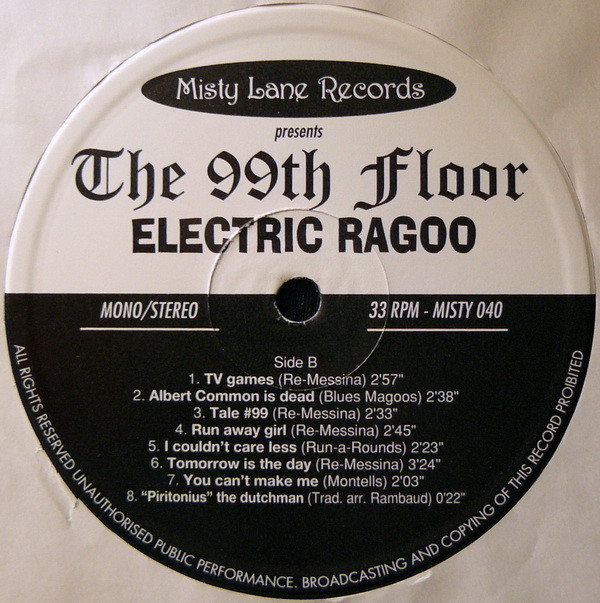 Misty Lane Records
presents
The 99th Floor
ELECTRIC RAGOO
MONO/STEREO
33 RPM - MISTY 040
Side B
1. TV games (Re-Messina) 2'57"
2. Albert Common is dead (Blues Magoos) 2'38"
3. Tale #99 (Re-Messina) 2'33"
4. Run away girl (Re-Messina) 2'45"
5. I couldn't care less (Run-a-Rounds) 2'23"
6. Tomorrow is the day (Re-Messina) 3'24"
7. You can't make me (Montells) 2'03"
8. "Piritonius" the dutchman (Trad. arr. Rambaud) 0'22"
ALL RIGHTS RESERVED UNAUTHORISED PUBLIC PERFORMANCE. BROADCASTING AND COPYING OF THIS RECORD PROIBITED